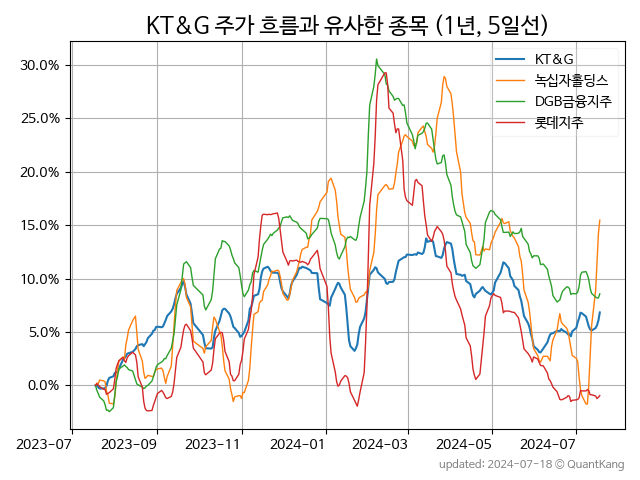 KT&G 주가 흐름과 유사한 종목 (1년, 5일선)
KT&G
녹십자홀딩스
DGB금융지주
롯데지주
30.0%
25.0%
20.0%
15.0%
10.0%
5.0%
0.0%
2023-07
2023-09
2023-11
2024-01
2024-03
2024-05
2024-07
updated: 2024-07-18 © QuantKang